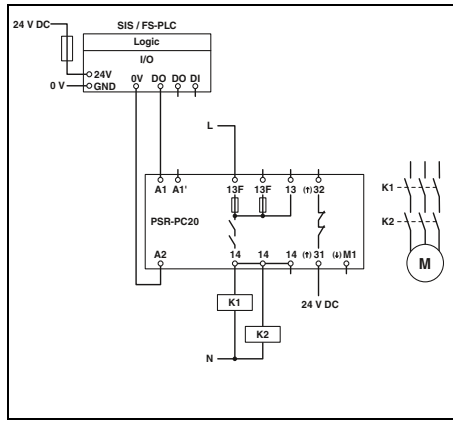 24 V DC
SIS / FS-PLC
Logic
I/O
24V
0 V
GND
0V DO DO DI
L
A1 A1' 13F 13F 13 (↑) 32
K1
PSR-PC20
K2
A2 14 14 14 (↑) 31 (↓) M1
M
K1
24 V DC
K2
N